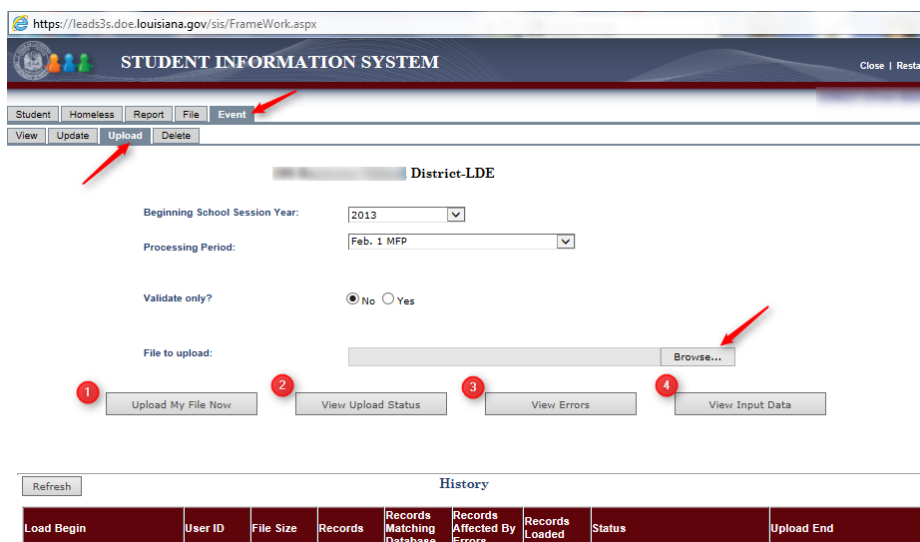 https://leads3s.doe.louisiana.gov/sis/FrameWork.aspx
STUDENT INFORMATION SYSTEM
Close | Resta
Student Homeless Report File Event
View Update Upload Delete
District-LDE
Beginning School Session Year: 2013
Processing Period: Feb. 1 MFP
Validate only? No Yes
File to upload: Browse...
1 Upload My File Now 2 View Upload Status 3 View Errors 4 View Input Data
Refresh History
Load Begin User ID File Size Records Records Matching Database Records Affected By Errors Records Loaded Status Upload End